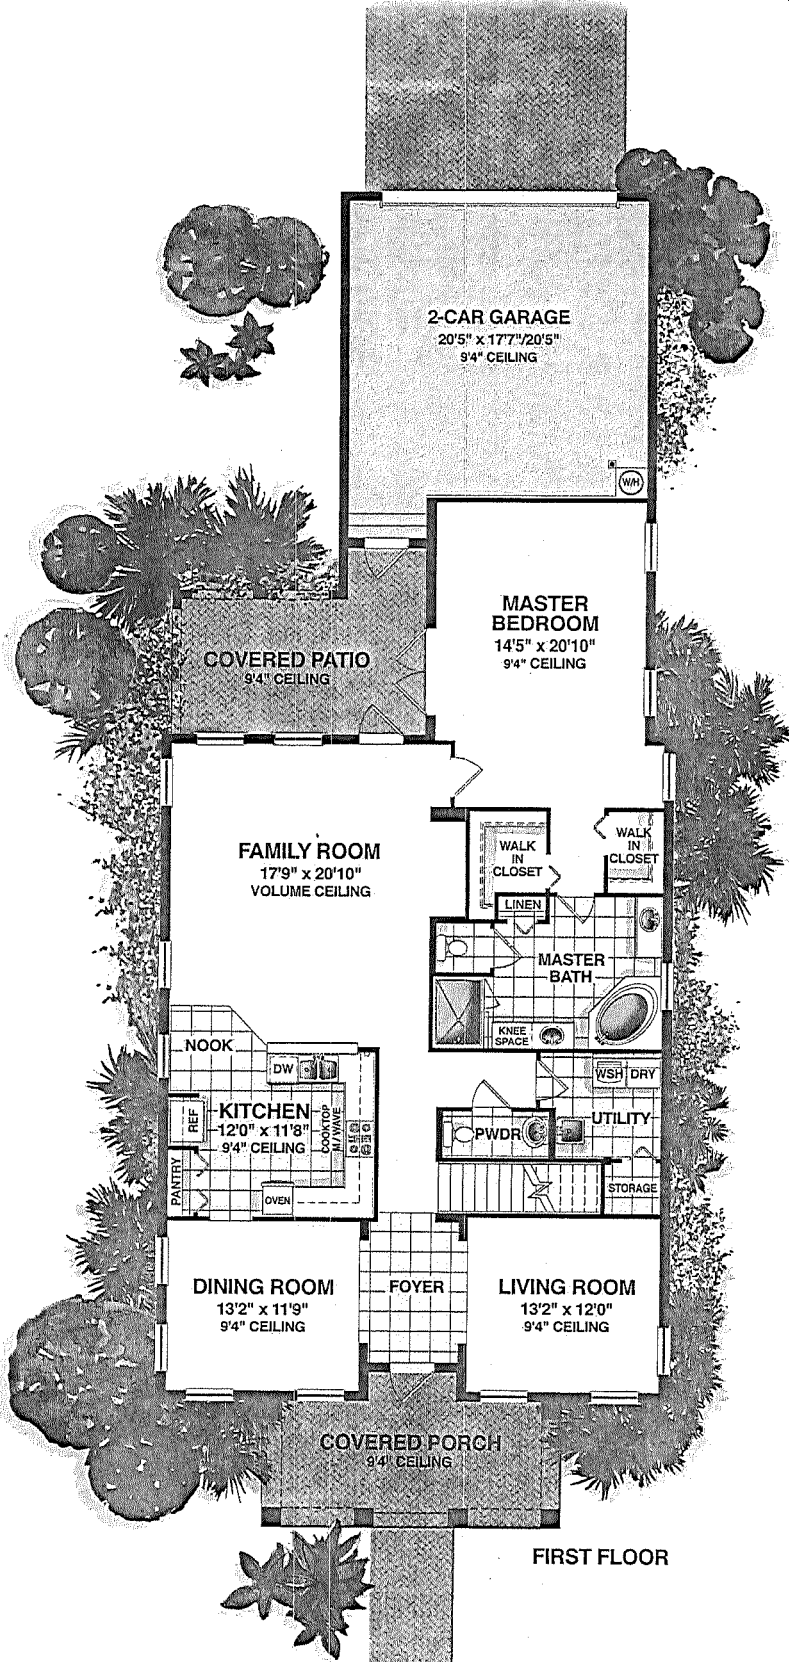 2-CAR GARAGE
20'5" x 17'7"/20'5"
9'4" CEILING
W/H
MASTER
BEDROOM
14'5" x 20'10"
9'4" CEILING
COVERED PATIO
9'4" CEILING
FAMILY ROOM
17'9" x 20'10"
VOLUME CEILING
WALK
IN
CLOSET
WALK
IN
CLOSET
LINEN
MASTER
BATH
KNEE
SPACE
NOOK
DW
WSH
DRY
KITCHEN
12'0" x 11'8"
9'4" CEILING
REF
COOKTOP
M/WAVE
PWDR
UTILITY
PANTRY
OVEN
STORAGE
DINING ROOM
13'2" x 11'9"
9'4" CEILING
FOYER
LIVING ROOM
13'2" x 12'0"
9'4" CEILING
COVERED PORCH
9'4" CEILING
FIRST FLOOR